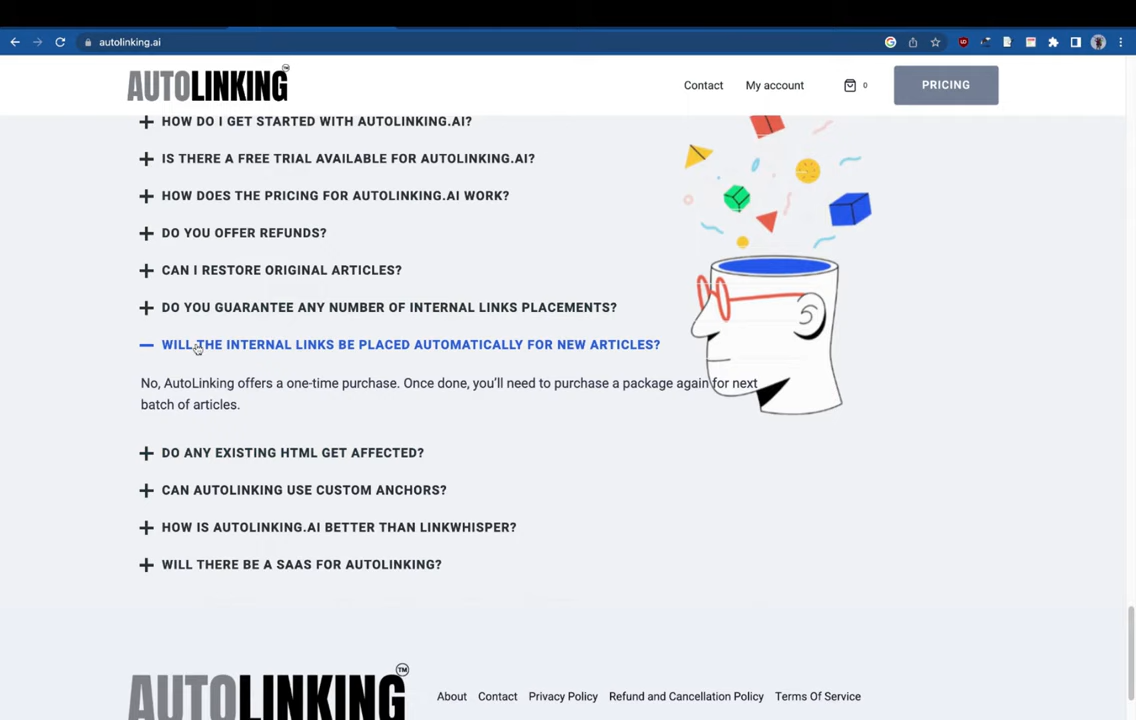 autolinking.ai
AUTOLINKING™
Contact
My account
0
PRICING
HOW DO I GET STARTED WITH AUTOLINKING.AI?
IS THERE A FREE TRIAL AVAILABLE FOR AUTOLINKING.AI?
HOW DOES THE PRICING FOR AUTOLINKING.AI WORK?
DO YOU OFFER REFUNDS?
CAN I RESTORE ORIGINAL ARTICLES?
DO YOU GUARANTEE ANY NUMBER OF INTERNAL LINKS PLACEMENTS?
WILL THE INTERNAL LINKS BE PLACED AUTOMATICALLY FOR NEW ARTICLES?
No, AutoLinking offers a one-time purchase. Once done, you’ll need to purchase a package again for next
batch of articles.
DO ANY EXISTING HTML GET AFFECTED?
CAN AUTOLINKING USE CUSTOM ANCHORS?
HOW IS AUTOLINKING.AI BETTER THAN LINKWHISPER?
WILL THERE BE A SAAS FOR AUTOLINKING?
AUTOLINKING™
About
Contact
Privacy Policy
Refund and Cancellation Policy
Terms Of Service